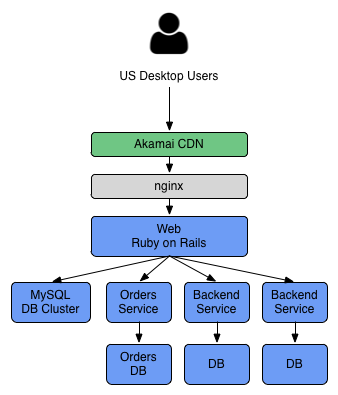 US Desktop Users
Akamai CDN
nginx
Web
Ruby on Rails
MySQL
DB Cluster
Orders
Service
Backend
Service
Backend
Service
Orders
DB
DB
DB